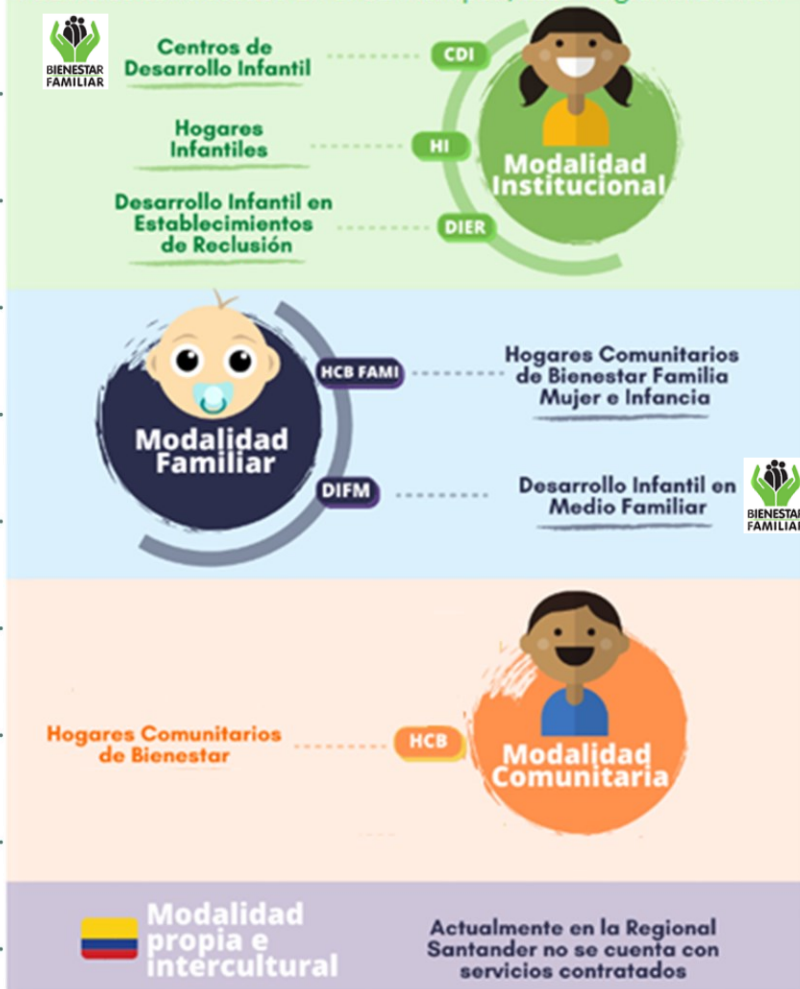 BIENESTAR
FAMILIAR
Centros de
Desarrollo Infantil
CDI
Hogares
Infantiles
HI
Desarrollo Infantil en
Establecimientos
de Reclusión
DIER
Modalidad
Institucional
Modalidad
Familiar
HCB FAMI
Hogares Comunitarios
de Bienestar Familia
Mujer e Infancia
DIFM
Desarrollo Infantil en
Medio Familiar
BIENESTAR
FAMILIAR
Hogares Comunitarios
de Bienestar
HCB
Modalidad
Comunitaria
Modalidad
propia e
intercultural
Actualmente en la Regional
Santander no se cuenta con
servicios contratados